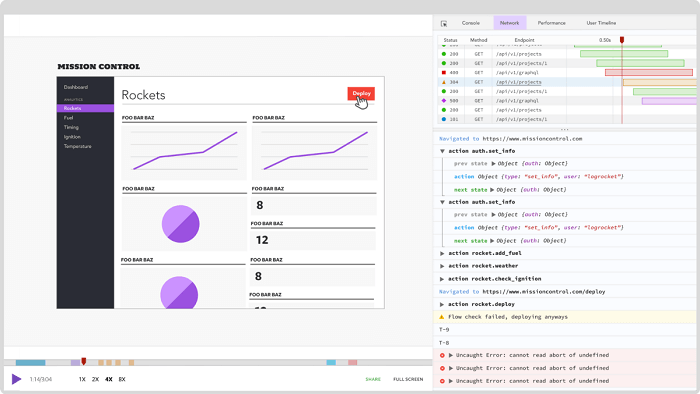 MISSION CONTROL
Dashboard
ANALYTICS
Rockets
Fuel
Timing
Ignition
Temperature
Rockets
Deploy
FOO BAR BAZ
FOO BAR BAZ
FOO BAR BAZ
FOO BAR BAZ
8
FOO BAR BAZ
12
FOO BAR BAZ
FOO BAR BAZ
8
FOO BAR BAZ
1:14/3:04
1X 2X 4X 8X
SHARE
FULL SCREEN
Console Network Performance User Timeline
Status Method Endpoint 0.50s
200 GET /api/v1/projects
200 GET /api/v1/projects/1
400 GET /api/v1/graphql
304 GET /api/v1/projects
200 GET /api/v1/projects/1
500 GET /api/v1/graphql
200 GET /api/v1/projects
101 GET /api/v1/projects/1
Navigated to https://www.missioncontrol.com
action auth.set_info
prev state Object {auth: Object}
action Object {type: "set_info", user: "logrocket"}
next state Object {auth: Object}
action auth.set_info
prev state Object {auth: Object}
action Object {type: "set_info", user: "logrocket"}
next state Object {auth: Object}
action rocket.add_fuel
action rocket.weather
action rocket.check_ignition
Navigated to https://www.missioncontrol.com/deploy
action rocket.deploy
Flow check failed, deploying anyways
T-9
T-8
Uncaught Error: cannot read abort of undefined
Uncaught Error: cannot read abort of undefined
Uncaught Error: cannot read abort of undefined